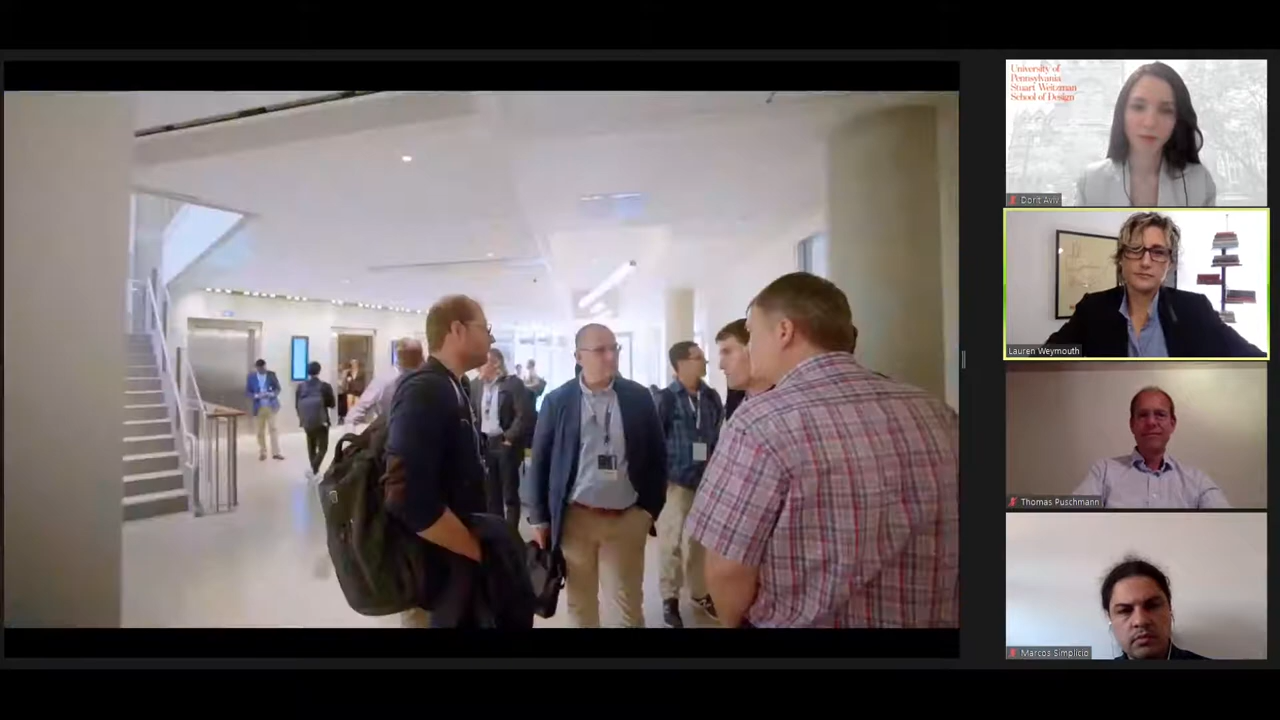 University of
Pennsylvania
Stuart Weitzman
School of Design
Dorit Aviv
Lauren Weymouth
Thomas Puschmann
Marcos Simplicio